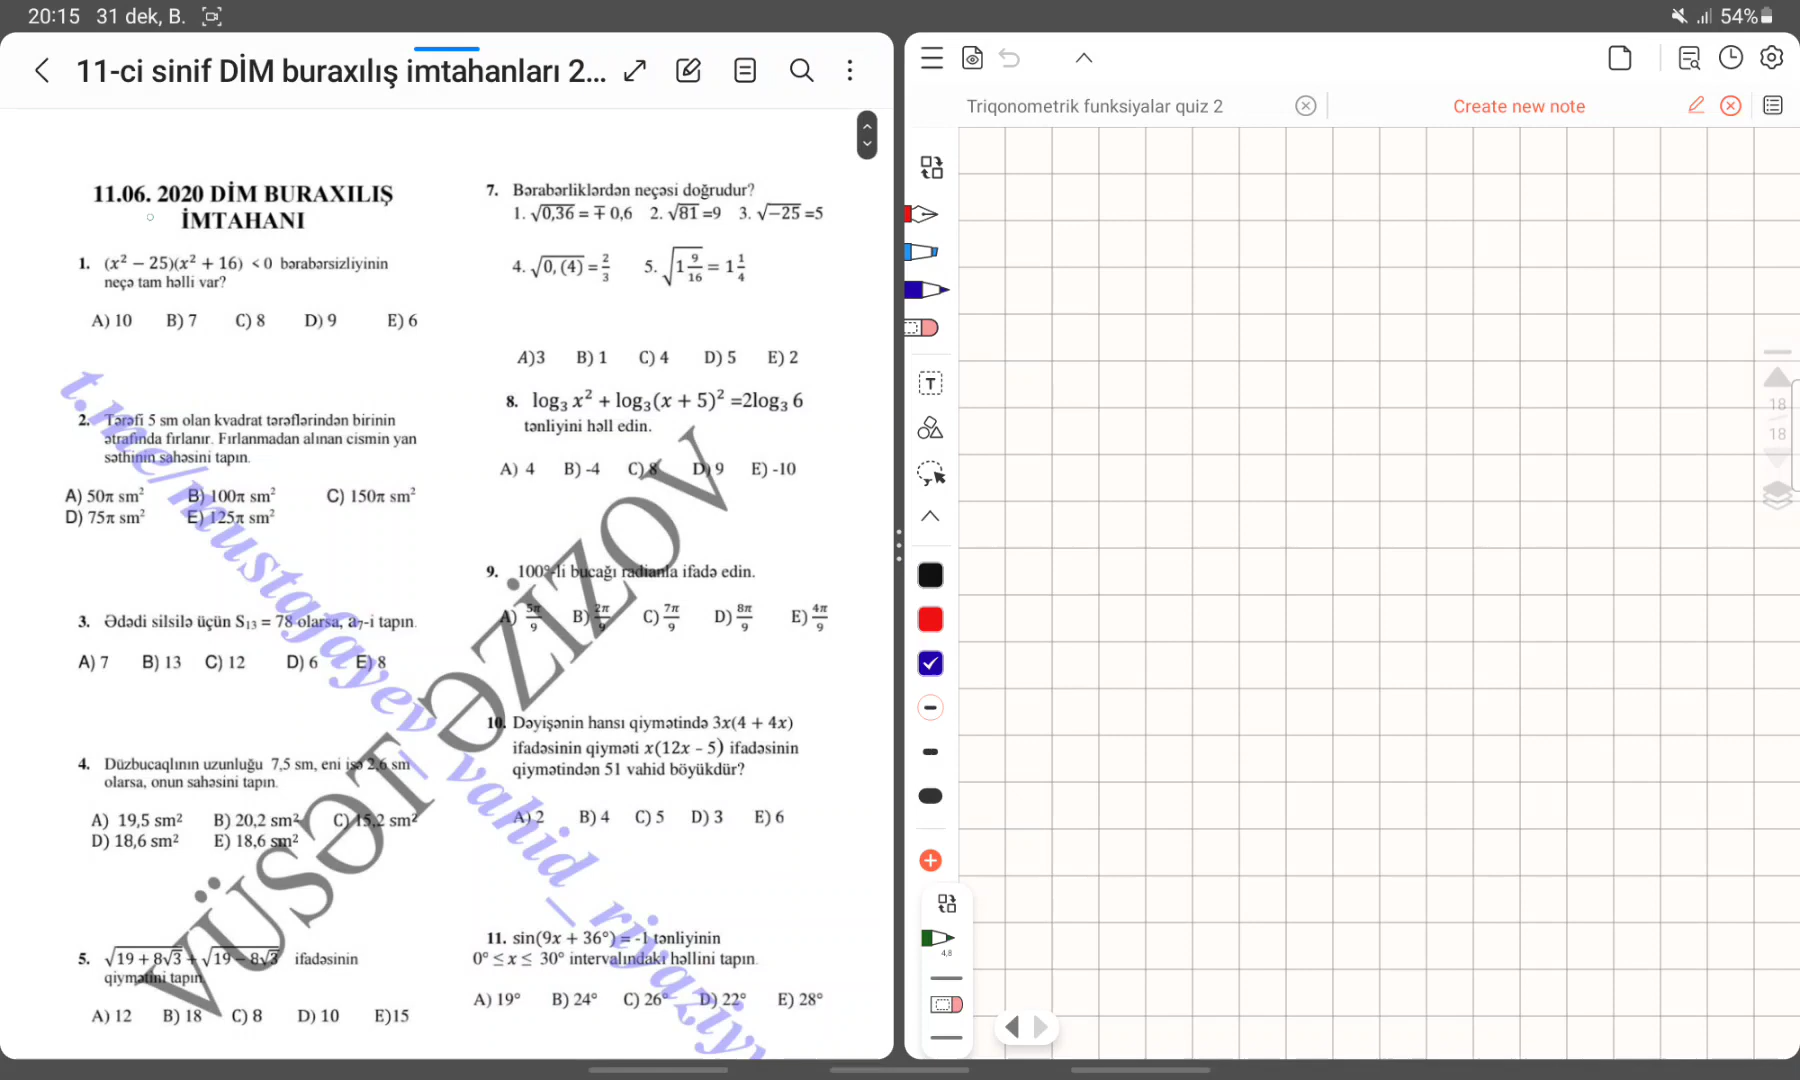 20:15 31 dek, B.
54%
11-ci sinif DİM buraxılış imtahanları 2...
11.06. 2020 DİM BURAXILIŞ
İMTAHANI
1. (x² − 25)(x² + 16) < 0 bərabərsizliyinin
neçə tam həlli var?
A) 10 B) 7 C) 8 D) 9 E) 6
2. Tərəfi 5 sm olan kvadrat tərəflərindən birinin
ətrafında fırlanır. Fırlanmadan alınan cismin yan
səthinin sahəsini tapın.
A) 50π sm² B) 100π sm² C) 150π sm²
D) 75π sm² E) 125π sm²
3. Ədədi silsilə üçün S₁₃ = 78 olarsa, a₇-i tapın.
A) 7 B) 13 C) 12 D) 6 E) 8
4. Düzbucaqlının uzunluğu 7,5 sm, eni isə 2,6 sm
olarsa, onun sahəsini tapın.
A) 19,5 sm² B) 20,2 sm² C) 15,2 sm²
D) 18,6 sm² E) 18,6 sm²
5. √(19 + 8√3) + √(19 − 8√3) ifadəsinin
qiymətini tapın.
A) 12 B) 18 C) 8 D) 10 E)15
7. Bərabərliklərdən neçəsi doğrudur?
1. √0,36 = ∓ 0,6 2. √81 =9 3. √−25 =5
4. √0,(4) = 2/3 5. √(1 9/16) = 1 1/4
A)3 B) 1 C) 4 D) 5 E) 2
8. log₃ x² + log₃(x + 5)² =2log₃ 6
tənliyini həll edin.
A) 4 B) -4 C) 8 D) 9 E) -10
9. 100°-li bucağı radianla ifadə edin.
A) 5π/9 B) 2π/9 C) 7π/9 D) 8π/9 E) 4π/9
10. Dəyişənin hansı qiymətində 3x(4 + 4x)
ifadəsinin qiyməti x(12x − 5) ifadəsinin
qiymətindən 51 vahid böyükdür?
A) 2 B) 4 C) 5 D) 3 E) 6
11. sin(9x + 36°) = -1 tənliyinin
0° ≤ x ≤ 30° intervalındakı həllini tapın.
A) 19° B) 24° C) 26° D) 22° E) 28°
t.me/mustafayev_vahid_riyaziy
VÜSƏT ƏZİZOV
Triqonometrik funksiyalar quiz 2
Create new note
T
18
18
4,8